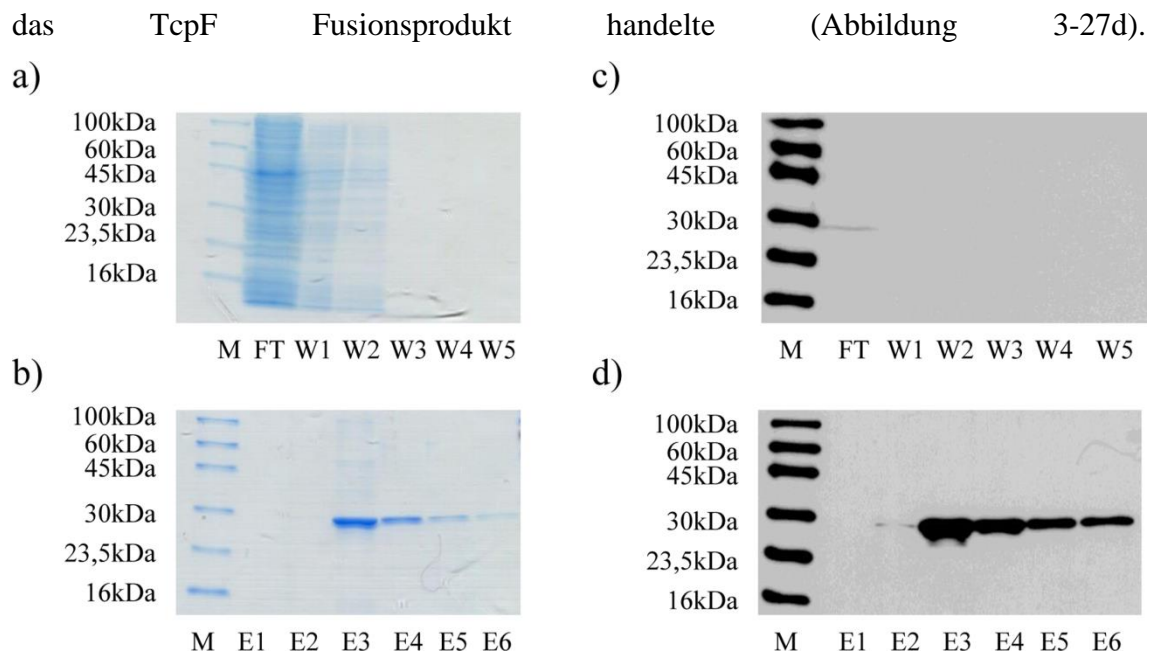 das TcpF Fusionsprodukt handelte (Abbildung 3-27d).
a)
100kDa
60kDa
45kDa
30kDa
23,5kDa
16kDa
M FT W1 W2 W3 W4 W5
c)
100kDa
60kDa
45kDa
30kDa
23,5kDa
16kDa
M FT W1 W2 W3 W4 W5
b)
100kDa
60kDa
45kDa
30kDa
23,5kDa
16kDa
M E1 E2 E3 E4 E5 E6
d)
100kDa
60kDa
45kDa
30kDa
23,5kDa
16kDa
M E1 E2 E3 E4 E5 E6